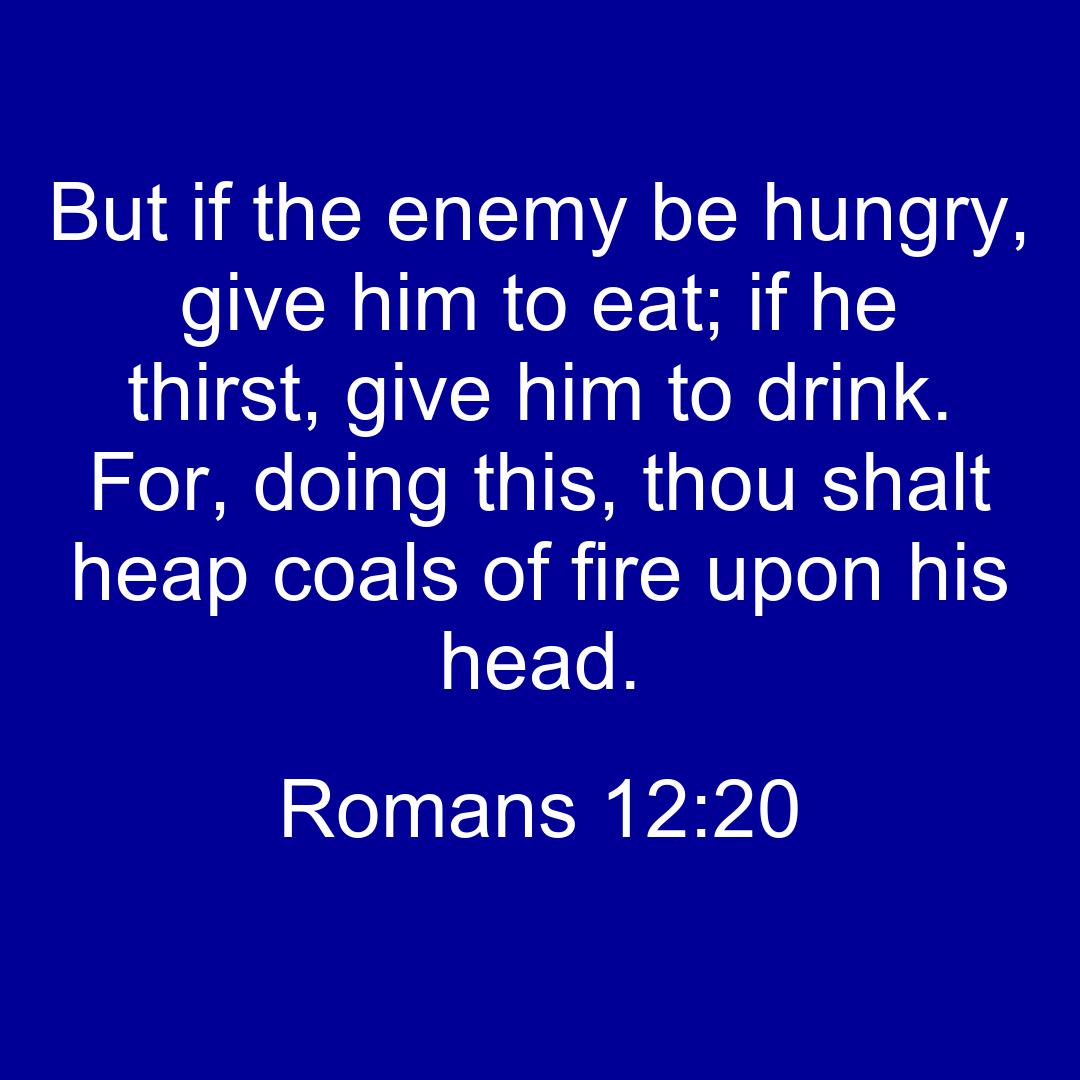 But if the enemy be hungry,
give him to eat; if he
thirst, give him to drink.
For, doing this, thou shalt
heap coals of fire upon his
head.
Romans 12:20